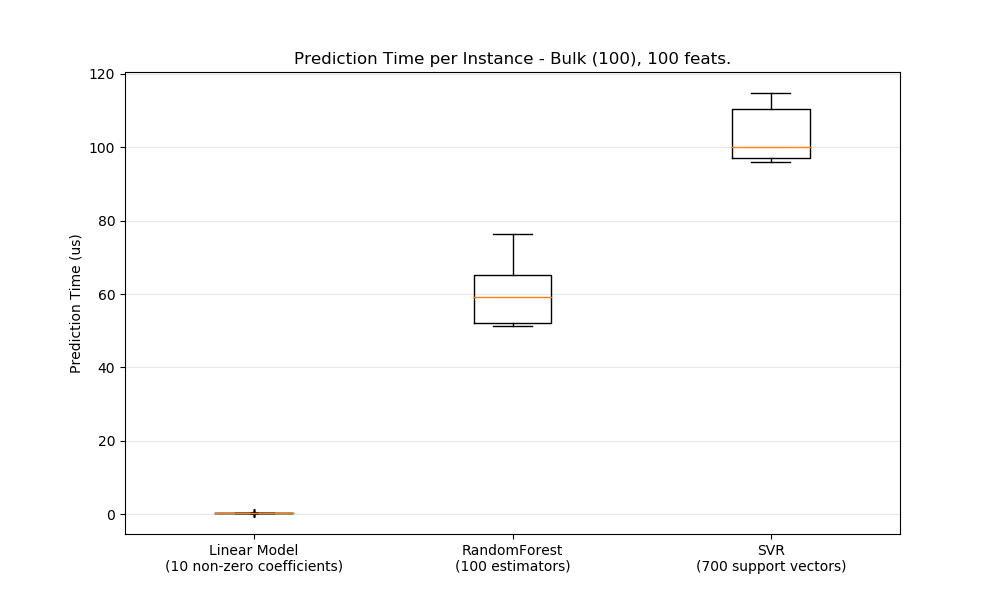 Prediction Time per Instance - Bulk (100), 100 feats.
120
100
80
60
40
20
0
Prediction Time (us)
Linear Model
(10 non-zero coefficients)
RandomForest
(100 estimators)
SVR
(700 support vectors)